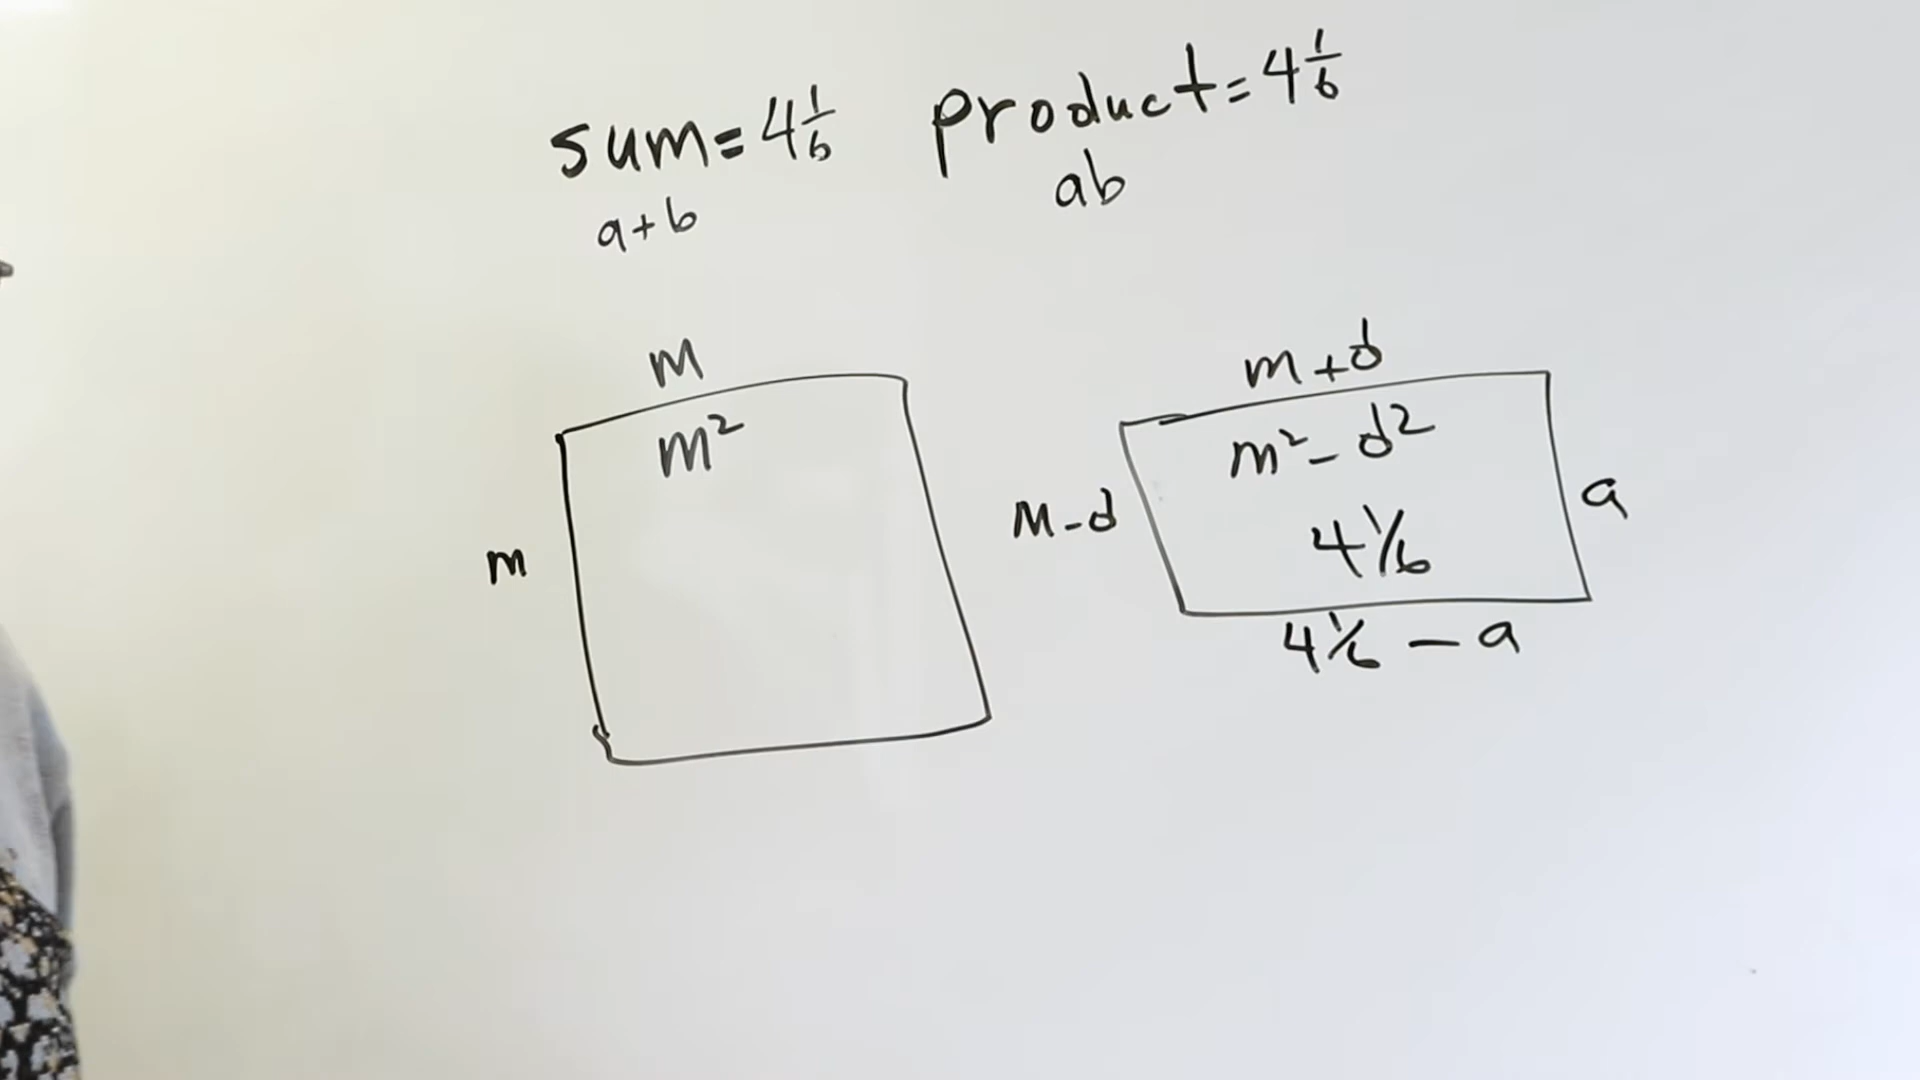 sum=4 1/6 product=4 1/6
a+b ab
m
m²
m
m+d
m²-d²
M-d
a
4 1/6
4 1/6 - a